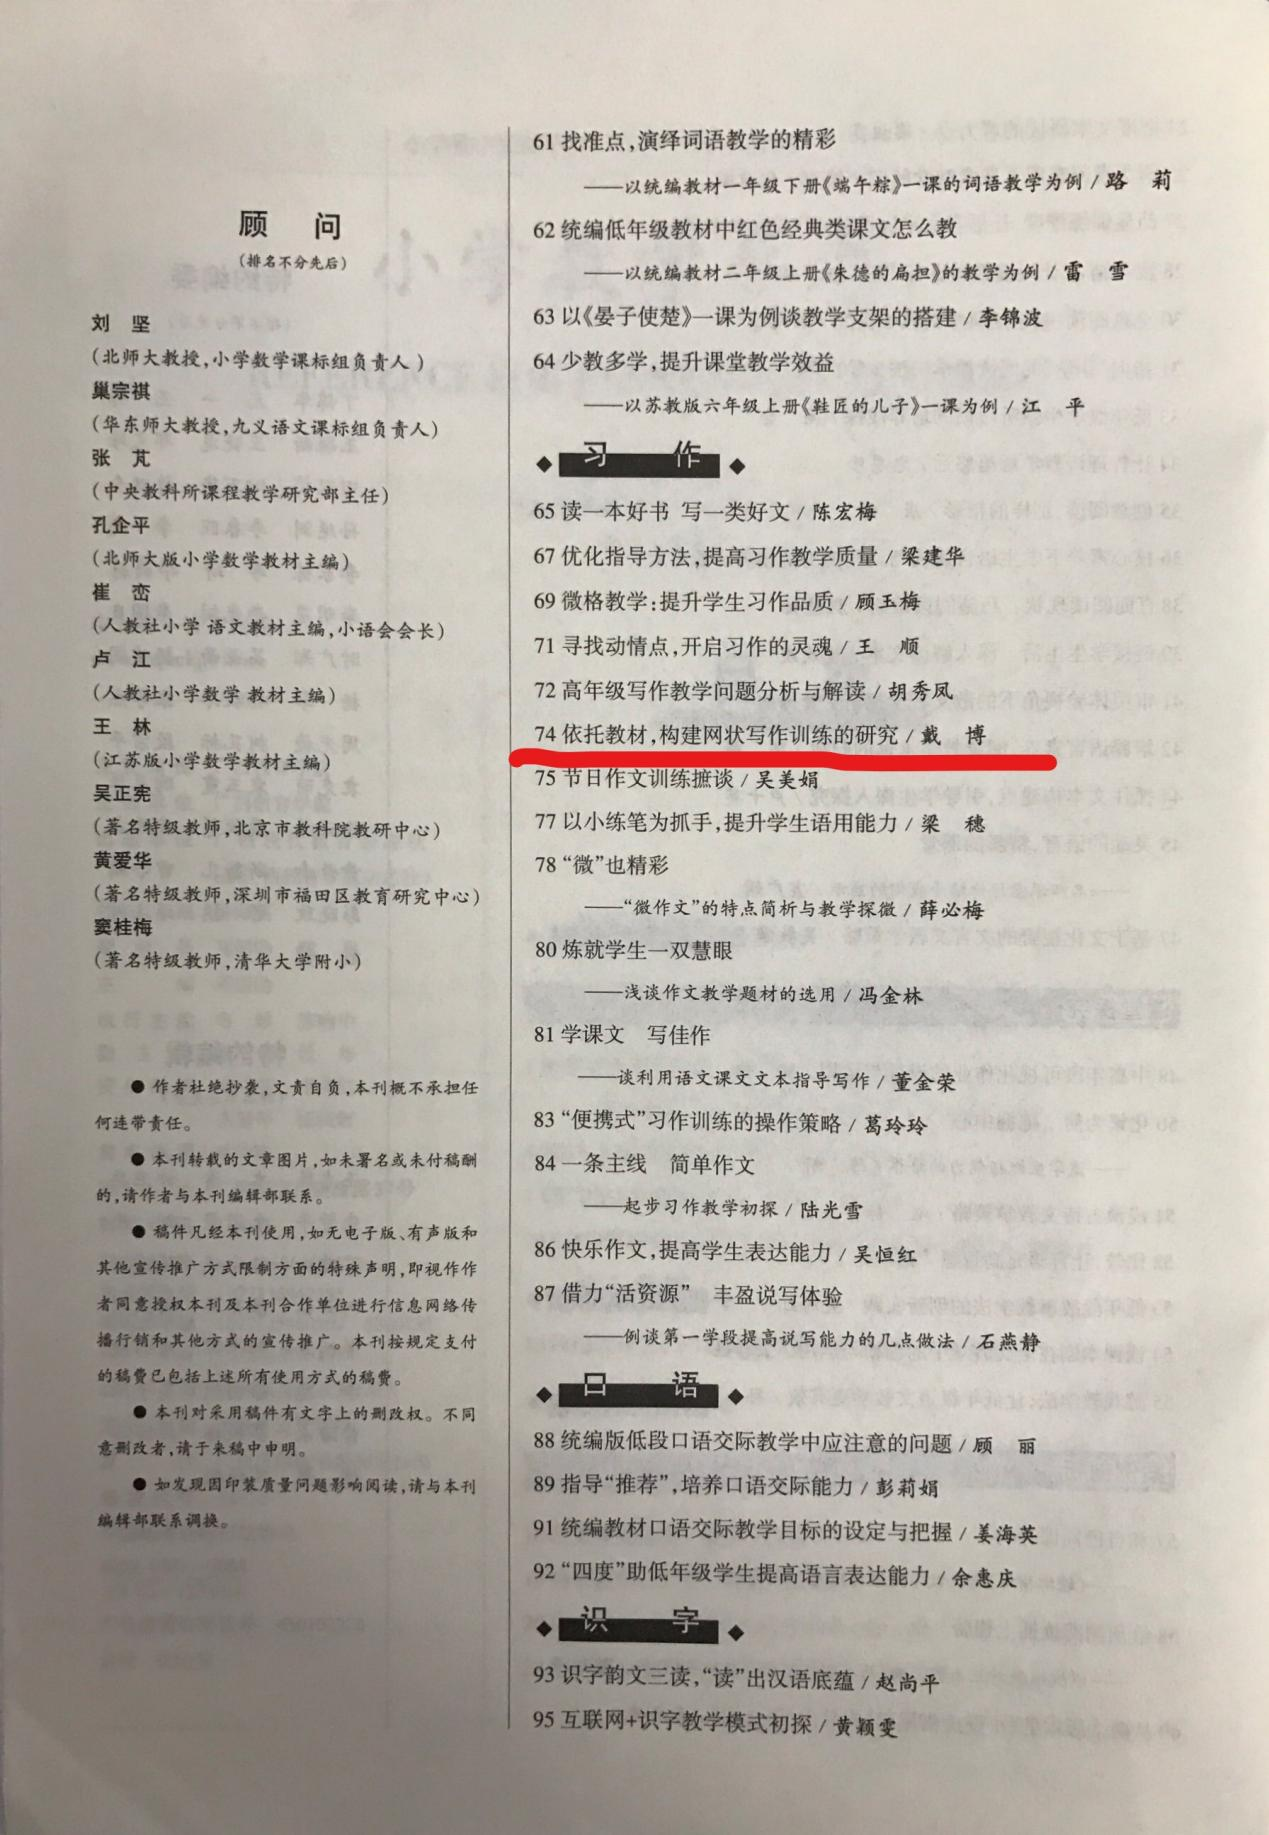 顾 问
(排名不分先后)
刘 坚
(北师大教授,小学数学课标组负责人)
巢宗祺
(华东师大教授,九义语文课标组负责人)
张 芃
(中央教科所课程教学研究部主任)
孔企平
(北师大版小学数学教材主编)
崔 峦
(人教社小学 语文教材主编,小语会会长)
卢 江
(人教社小学数学 教材主编)
王 林
(江苏版小学数学教材主编)
吴正宪
(著名特级教师,北京市教科院教研中心)
黄爱华
(著名特级教师,深圳市福田区教育研究中心)
窦桂梅
(著名特级教师,清华大学附小)
● 作者杜绝抄袭,文责自负,本刊概不承担任
何连带责任。
● 本刊转载的文章图片,如未署名或未付稿酬
的,请作者与本刊编辑部联系。
● 稿件凡经本刊使用,如无电子版、有声版和
其他宣传推广方式限制方面的特殊声明,即视作作
者同意授权本刊及本刊合作单位进行信息网络传
播行销和其他方式的宣传推广。本刊按规定支付
的稿费已包括上述所有使用方式的稿费。
● 本刊对采用稿件有文字上的删改权。不同
意删改者,请于来稿中申明。
● 如发现因印装质量问题影响阅读,请与本刊
编辑部联系调换。
61 找准点,演绎词语教学的精彩
——以统编教材一年级下册《端午粽》一课的词语教学为例 / 路 莉
62 统编低年级教材中红色经典类课文怎么教
——以统编教材二年级上册《朱德的扁担》的教学为例 / 雷 雪
63 以《晏子使楚》一课为例谈教学支架的搭建 / 李锦波
64 少教多学,提升课堂教学效益
——以苏教版六年级上册《鞋匠的儿子》一课为例 / 江 平
◆ 习 作 ◆
65 读一本好书 写一类好文 / 陈宏梅
67 优化指导方法,提高习作教学质量 / 梁建华
69 微格教学:提升学生习作品质 / 顾玉梅
71 寻找动情点,开启习作的灵魂 / 王 顺
72 高年级写作教学问题分析与解读 / 胡秀凤
74 依托教材,构建网状写作训练的研究 / 戴 博
75 节日作文训练摭谈 / 吴美娟
77 以小练笔为抓手,提升学生语用能力 / 梁 穗
78 “微”也精彩
——“微作文”的特点简析与教学探微 / 薛必梅
80 炼就学生一双慧眼
——浅谈作文教学题材的选用 / 冯金林
81 学课文 写佳作
——谈利用语文课文文本指导写作 / 董金荣
83 “便携式”习作训练的操作策略 / 葛玲玲
84 一条主线 简单作文
——起步习作教学初探 / 陆光雪
86 快乐作文,提高学生表达能力 / 吴恒红
87 借力“活资源” 丰盈说写体验
——例谈第一学段提高说写能力的几点做法 / 石燕静
◆ 口 语 ◆
88 统编版低段口语交际教学中应注意的问题 / 顾 丽
89 指导“推荐”,培养口语交际能力 / 彭莉娟
91 统编教材口语交际教学目标的设定与把握 / 姜海英
92 “四度”助低年级学生提高语言表达能力 / 余惠庆
◆ 识 字 ◆
93 识字韵文三读,“读”出汉语底蕴 / 赵尚平
95 互联网+识字教学模式初探 / 黄颖雯